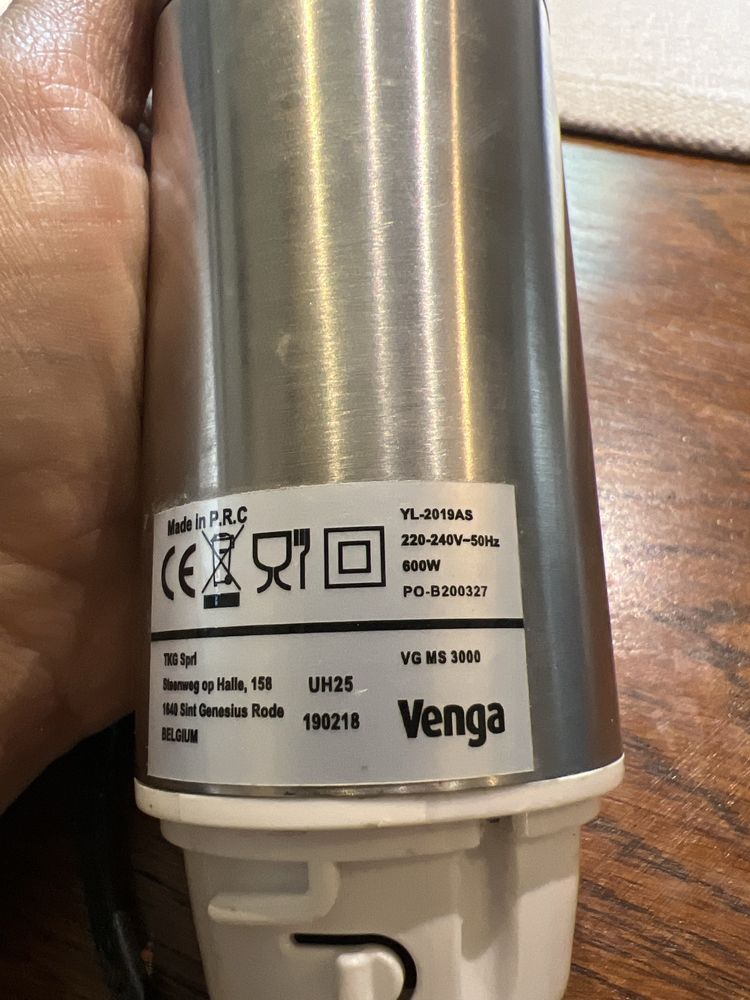 Made in P.R.C
CE
YL-2019AS
220-240V~50Hz
600W
PO-B200327
TKG Sprl
Steenweg op Halle, 158
1640 Sint Genesius Rode
BELGIUM
UH25
190218
VG MS 3000
Venga